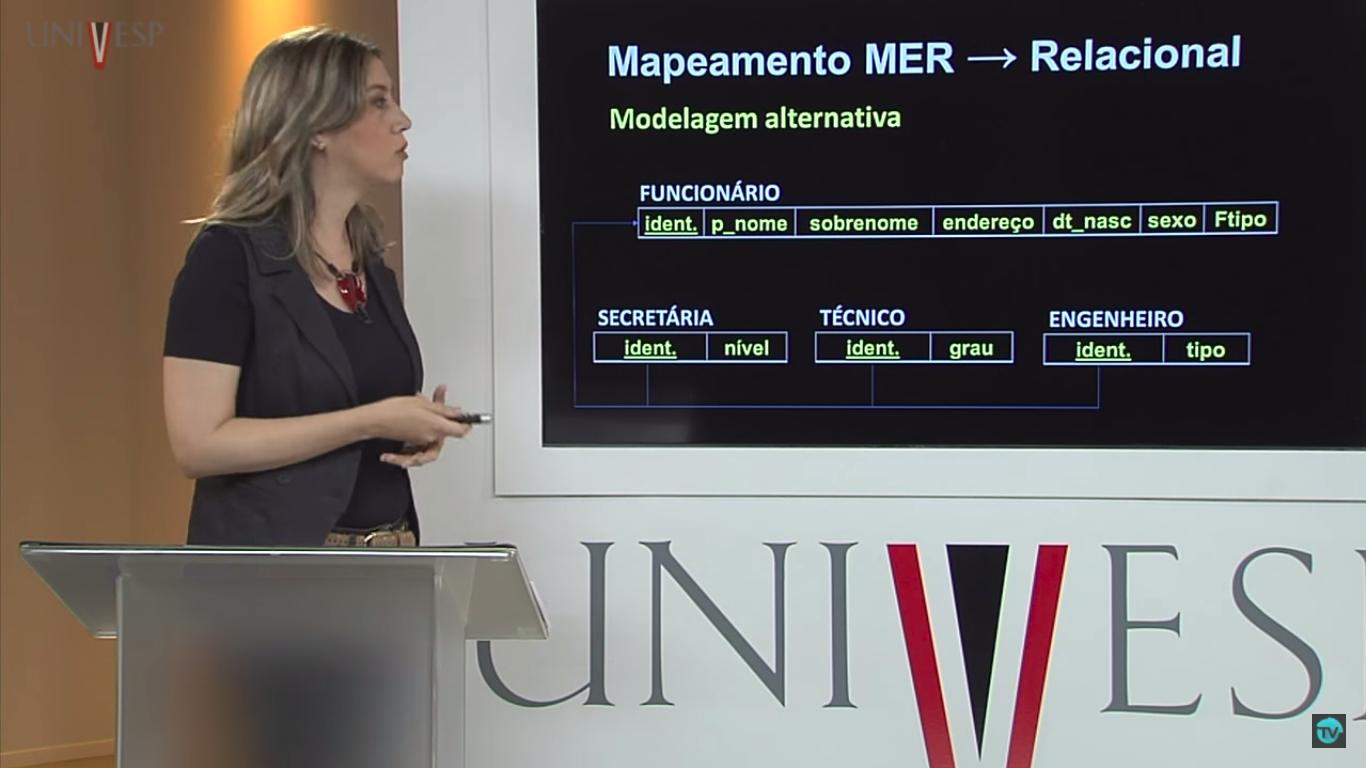 UNIVESP
Mapeamento MER → Relacional
Modelagem alternativa
FUNCIONÁRIO
ident. p_nome sobrenome endereço dt_nasc sexo Ftipo
SECRETÁRIA TÉCNICO ENGENHEIRO
ident. nível ident. grau ident. tipo
UNIVESP
TV